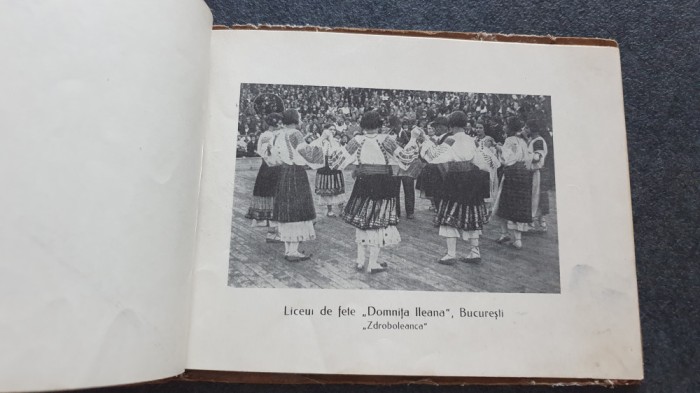 Liceul de fete „Domnița Ileana“, București
„Zdroboleanca“